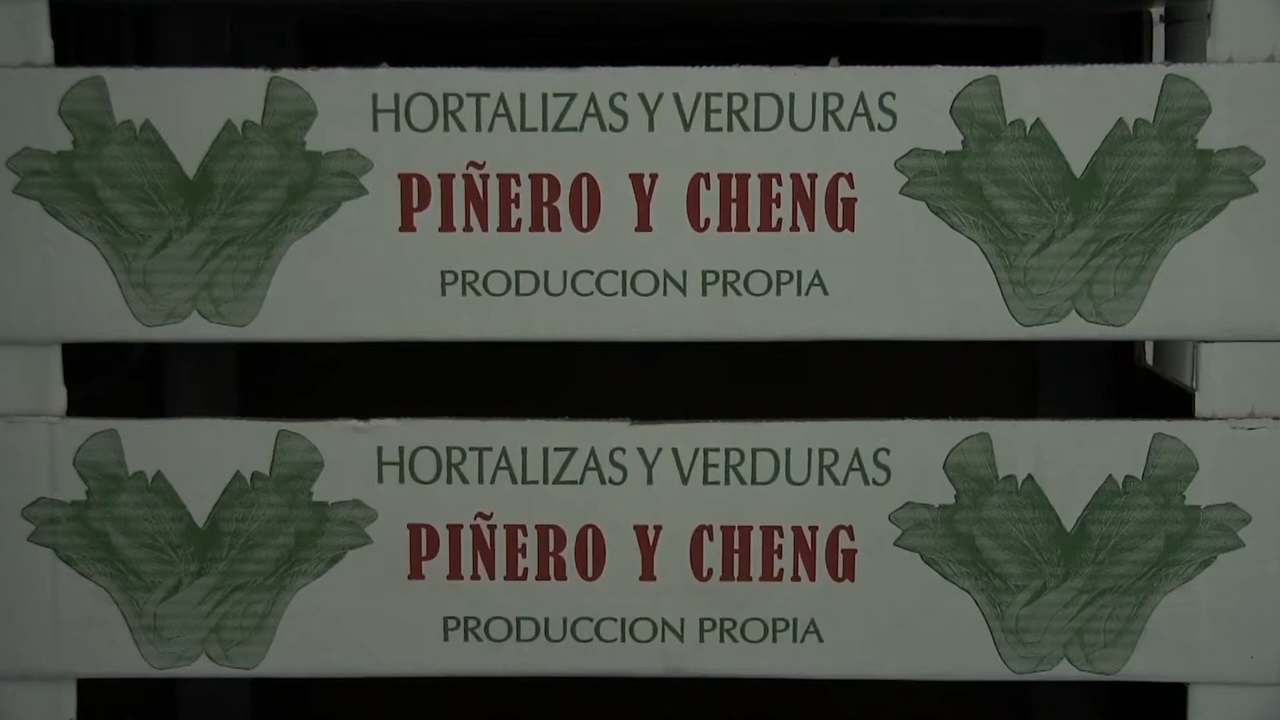 HORTALIZAS Y VERDURAS
PIÑERO Y CHENG
PRODUCCION PROPIA
HORTALIZAS Y VERDURAS
PIÑERO Y CHENG
PRODUCCION PROPIA